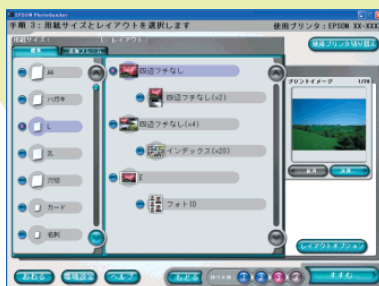 EPSON PhotoQuicker
手順 3:用紙サイズとレイアウトを選択します
使用プリンタ:EPSON XX-XXX
用紙サイズ:
レイアウト:
使用プリンタ切り替え
A4
ハガキ
L
2L
六切
カード
名刺
四辺フチなし
四辺フチなし(x2)
四辺フチなし(x4)
インデックス(x20)
E
フォトID
プリントイメージ
1/20
レイアウトオプション
おわる
環境設定
ヘルプ
もどる
1
2
3
4
すすむ